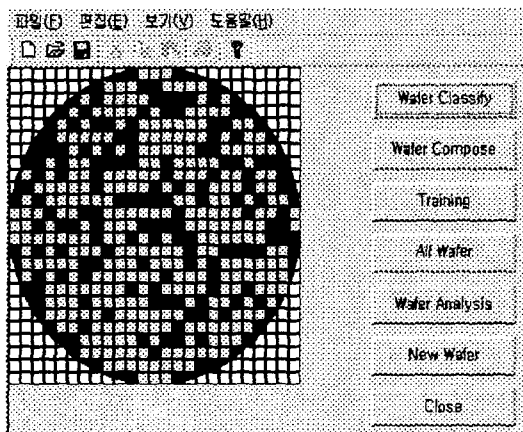 파일(F) 편집(E) 보기(V) 도움말(H)
Wafer Classify
Wafer Compose
Training
All Wafer
Wafer Analysis
New Wafer
Close